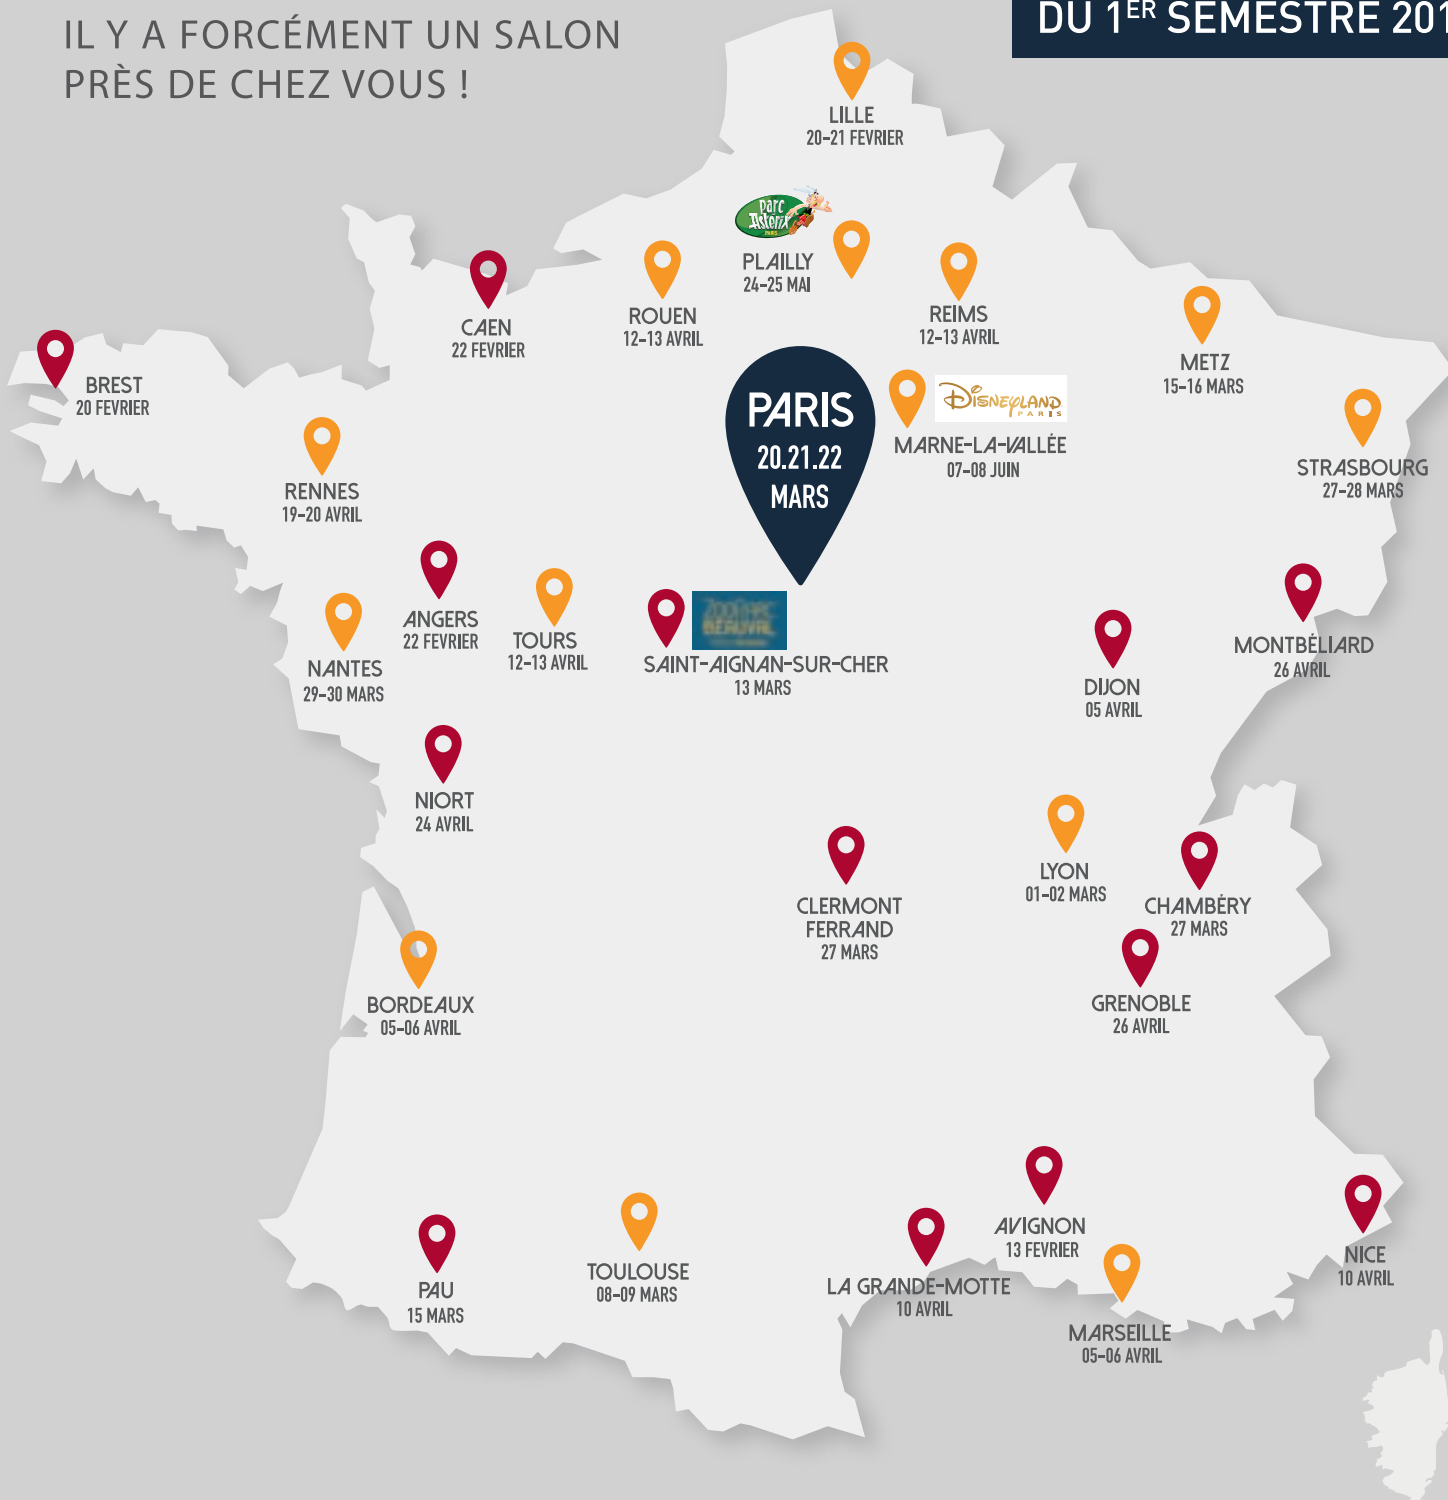 IL Y A FORCÉMENT UN SALON
PRÈS DE CHEZ VOUS !
DU 1ER SEMESTRE 201
LILLE
20-21 FEVRIER
parc
Astérix
PARIS
PLAILLY
24-25 MAI
CAEN
22 FEVRIER
ROUEN
12-13 AVRIL
REIMS
12-13 AVRIL
METZ
15-16 MARS
BREST
20 FEVRIER
PARIS
20.21.22
MARS
DISNEYLAND
PARIS
MARNE-LA-VALLÉE
07-08 JUIN
STRASBOURG
27-28 MARS
RENNES
19-20 AVRIL
ANGERS
22 FEVRIER
TOURS
12-13 AVRIL
ZOOPARC
BEAUVAL
SAINT-AIGNAN-SUR-CHER
13 MARS
MONTBÉLIARD
26 AVRIL
NANTES
29-30 MARS
DIJON
05 AVRIL
NIORT
24 AVRIL
CLERMONT
FERRAND
27 MARS
LYON
01-02 MARS
CHAMBÉRY
27 MARS
BORDEAUX
05-06 AVRIL
GRENOBLE
26 AVRIL
AVIGNON
13 FEVRIER
NICE
10 AVRIL
PAU
15 MARS
TOULOUSE
08-09 MARS
LA GRANDE-MOTTE
10 AVRIL
MARSEILLE
05-06 AVRIL